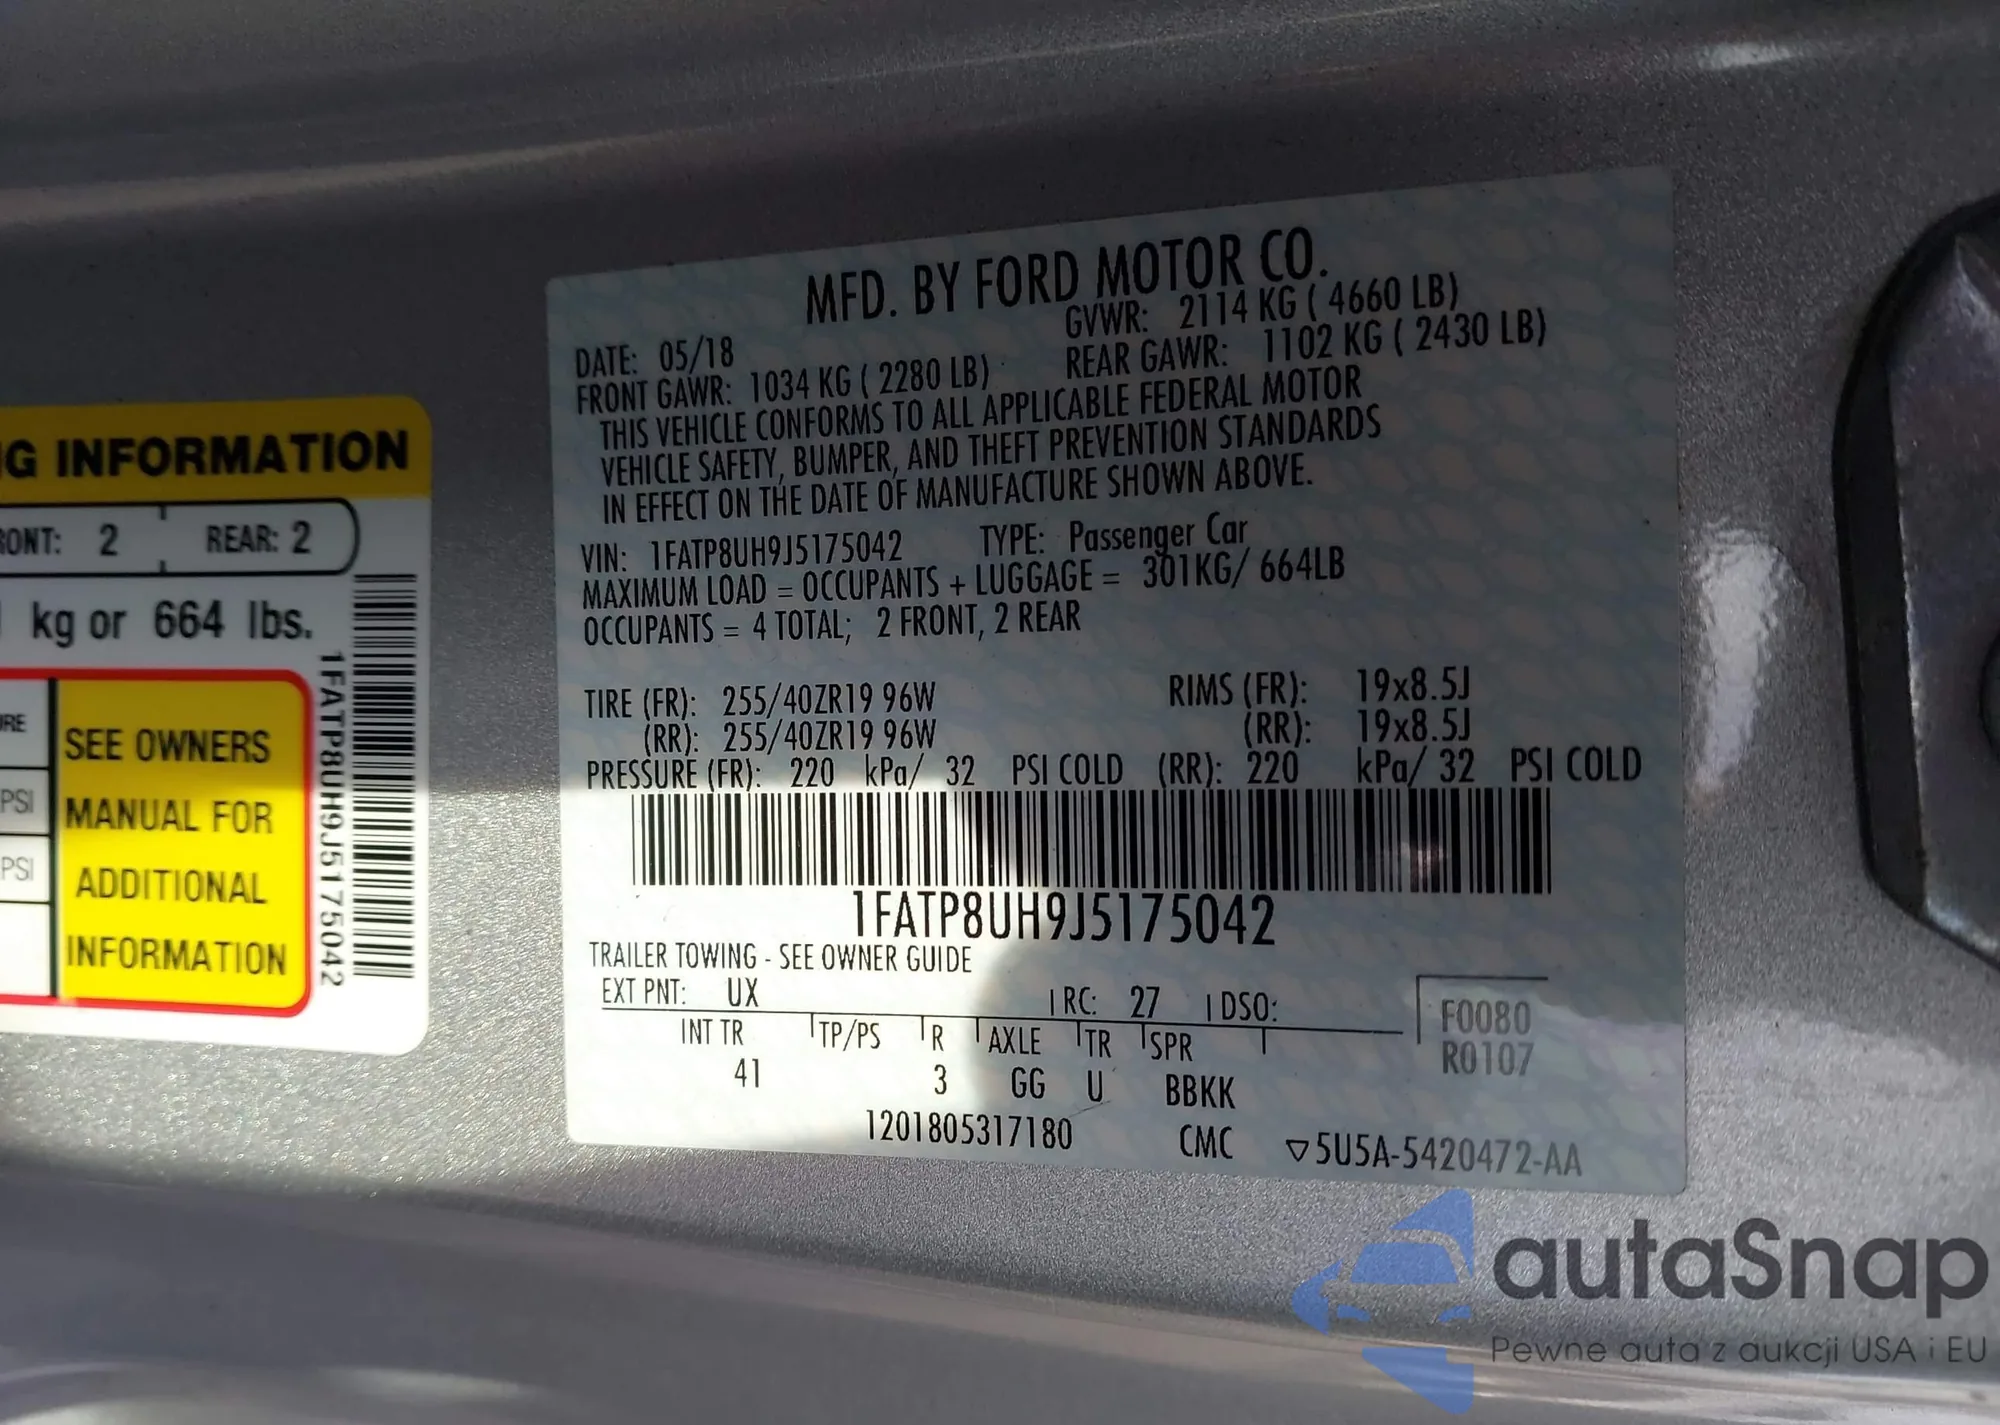 G INFORMATION
RONT: 2 REAR: 2
kg or 664 lbs.
URE
SEE OWNERS
PSI
MANUAL FOR
PSI
ADDITIONAL
INFORMATION
1FATP8UH9J5175042
MFD. BY FORD MOTOR CO.
DATE: 05/18 GVWR: 2114 KG ( 4660 LB)
FRONT GAWR: 1034 KG ( 2280 LB) REAR GAWR: 1102 KG ( 2430 LB)
THIS VEHICLE CONFORMS TO ALL APPLICABLE FEDERAL MOTOR
VEHICLE SAFETY, BUMPER, AND THEFT PREVENTION STANDARDS
IN EFFECT ON THE DATE OF MANUFACTURE SHOWN ABOVE.
VIN: 1FATP8UH9J5175042 TYPE: Passenger Car
MAXIMUM LOAD = OCCUPANTS + LUGGAGE = 301KG/ 664LB
OCCUPANTS = 4 TOTAL; 2 FRONT, 2 REAR
TIRE (FR): 255/40ZR19 96W RIMS (FR): 19x8.5J
(RR): 255/40ZR19 96W (RR): 19x8.5J
PRESSURE (FR): 220 kPa/ 32 PSI COLD (RR): 220 kPa/ 32 PSI COLD
1FATP8UH9J5175042
TRAILER TOWING - SEE OWNER GUIDE
EXT PNT: UX RC: 27 DSO: F0080
INT TR TP/PS R AXLE TR SPR R0107
41 3 GG U BBKK
1201805317180 CMC ▽5U5A-5420472-AA
autaSnap
Pewne auta z aukcji USA i EU